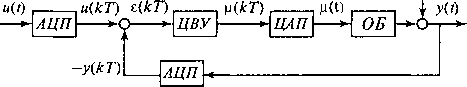 u(t) АЦП u(kT) ε(kT) ЦВУ μ(kT) ЦАП μ(t) ОБ y(t)
−y(kT) АЦП